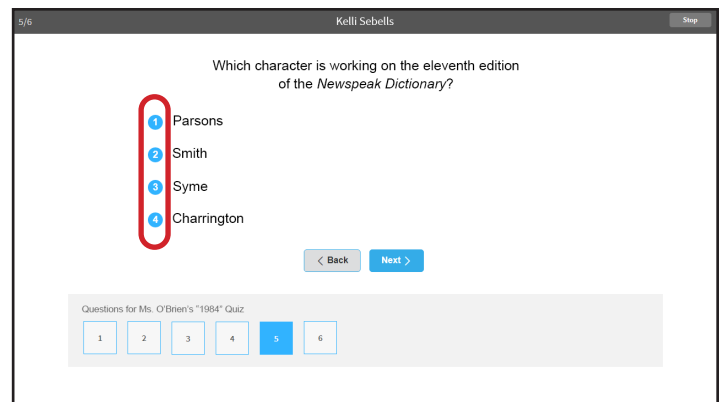 5/6
Kelli Sebells
Stop
Which character is working on the eleventh edition
of the Newspeak Dictionary?
1 Parsons
2 Smith
3 Syme
4 Charrington
< Back
Next >
Questions for Ms. O'Brien's "1984" Quiz
1 2 3 4 5 6